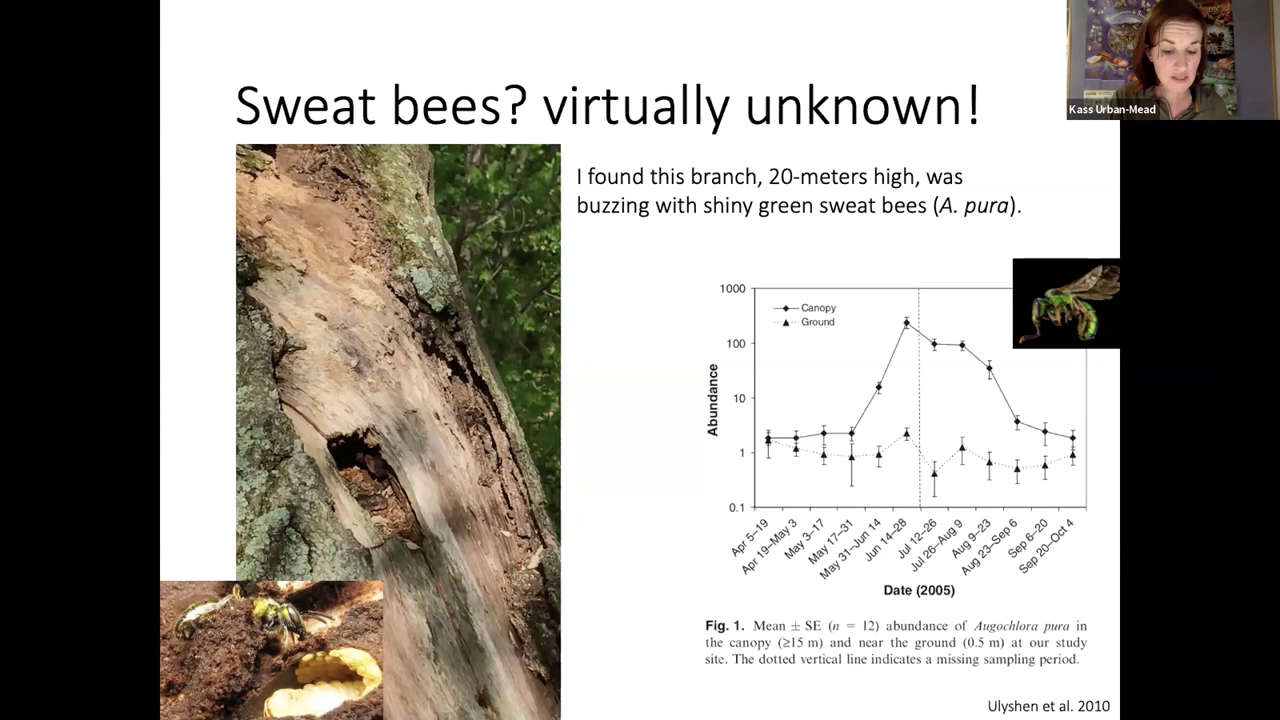 Kass Urban-Mead
Sweat bees? virtually unknown!
I found this branch, 20-meters high, was
buzzing with shiny green sweat bees (A. pura).
1000
100
10
1
0.1
Abundance
Canopy
Ground
Apr 5–19
Apr 19–May 3
May 3–17
May 17–31
May 31–Jun 14
Jun 14–28
Jul 12–26
Jul 26–Aug 9
Aug 9–23
Aug 23–Sep 6
Sep 6–20
Sep 20–Oct 4
Date (2005)
Fig. 1. Mean ± SE (n = 12) abundance of Augochlora pura in
the canopy (≥15 m) and near the ground (0.5 m) at our study
site. The dotted vertical line indicates a missing sampling period.
Ulyshen et al. 2010